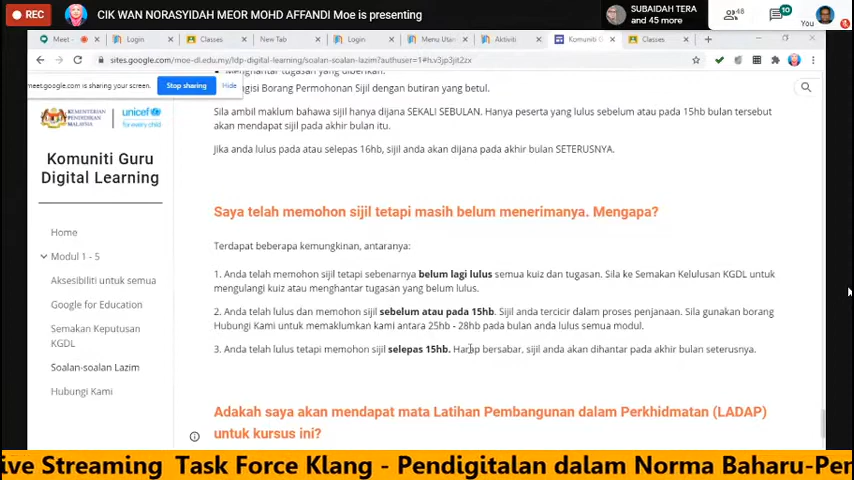 REC
CIK WAN NORASYIDAH MEOR MOHD AFFANDI Moe is presenting
SUBAIDAH TERA
and 45 more
48
10
You
Meet -
Login
Classes
New Tab
Login
Menu Utan
Aktiviti
Komuniti G
Classes
sites.google.com/moe-dl.edu.my/ldp-digital-learning/soalan-soalan-lazim?authuser=1#h.v3jp3jit2zx
meet.google.com is sharing your screen.
Stop sharing
Hide
Menghantar tugasan yang diberikan.
ngisi Borang Permohonan Sijil dengan butiran yang betul.
Sila ambil maklum bahawa sijil hanya dijana SEKALI SEBULAN. Hanya peserta yang lulus sebelum atau pada 15hb bulan tersebut
akan mendapat sijil pada akhir bulan itu.
Jika anda lulus pada atau selepas 16hb, sijil anda akan dijana pada akhir bulan SETERUSNYA.
KEMENTERIAN
PENDIDIKAN
MALAYSIA
unicef
for every child
Komuniti Guru
Digital Learning
Home
Modul 1 - 5
Aksesibiliti untuk semua
Google for Education
Semakan Keputusan
KGDL
Soalan-soalan Lazim
Hubungi Kami
Saya telah memohon sijil tetapi masih belum menerimanya. Mengapa?
Terdapat beberapa kemungkinan, antaranya:
1. Anda telah memohon sijil tetapi sebenarnya belum lagi lulus semua kuiz dan tugasan. Sila ke Semakan Kelulusan KGDL untuk
mengulangi kuiz atau menghantar tugasan yang belum lulus.
2. Anda telah lulus dan memohon sijil sebelum atau pada 15hb. Sijil anda tercicir dalam proses penjanaan. Sila gunakan borang
Hubungi Kami untuk memaklumkan kami antara 25hb - 28hb pada bulan anda lulus semua modul.
3. Anda telah lulus tetapi memohon sijil selepas 15hb. Harap bersabar, sijil anda akan dihantar pada akhir bulan seterusnya.
Adakah saya akan mendapat mata Latihan Pembangunan dalam Perkhidmatan (LADAP)
untuk kursus ini?
ive Streaming Task Force Klang - Pendigitalan dalam Norma Baharu-Per